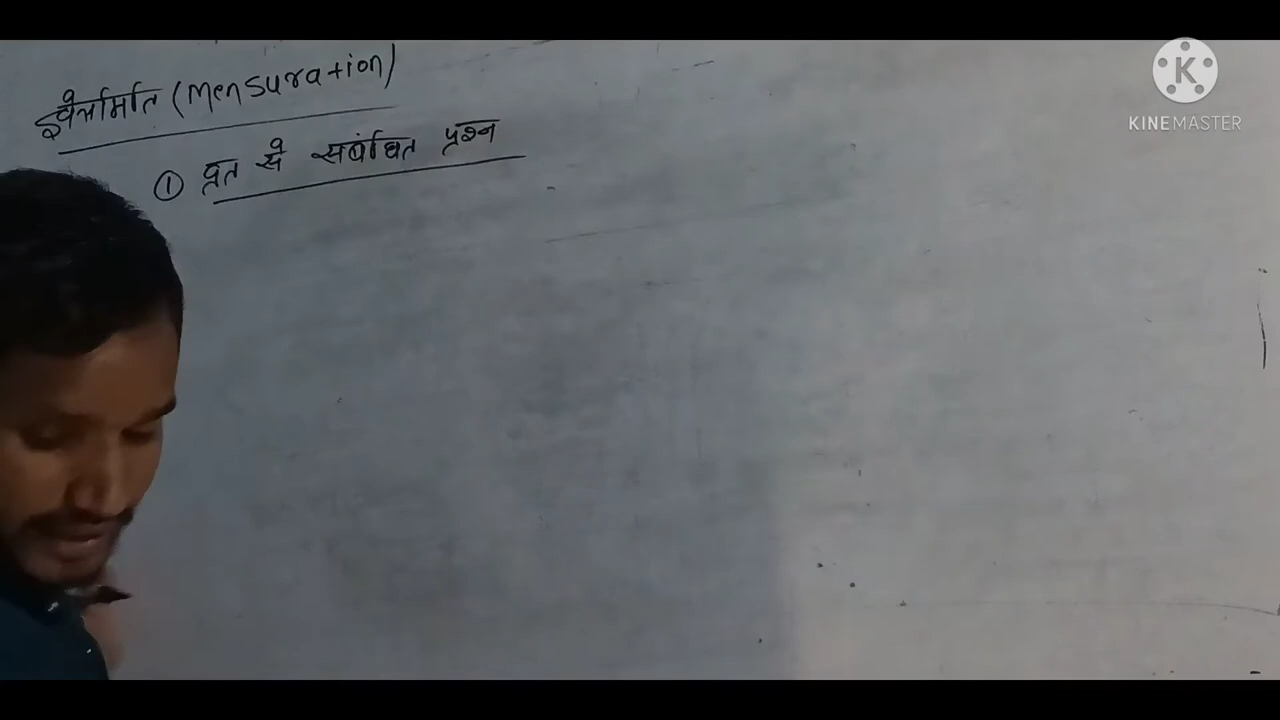 क्षेत्रमिति (Mensuration)
① वृत से संबंधित प्रश्न
KINEMASTER